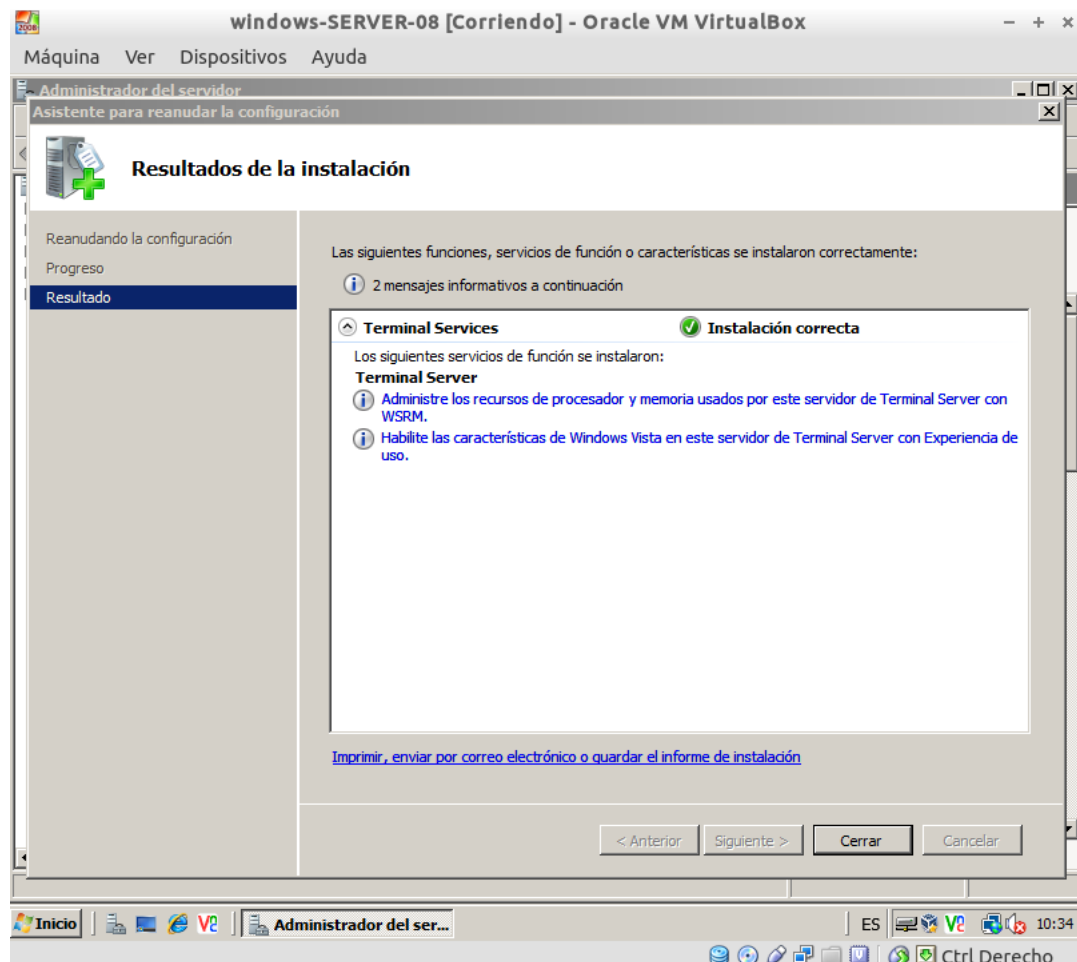 windows-SERVER-08 [Corriendo] - Oracle VM VirtualBox
Máquina Ver Dispositivos Ayuda
Administrador del servidor
Asistente para reanudar la configuración
Resultados de la instalación
Reanudando la configuración
Progreso
Resultado
Las siguientes funciones, servicios de función o características se instalaron correctamente:
2 mensajes informativos a continuación
Terminal Services Instalación correcta
Los siguientes servicios de función se instalaron:
Terminal Server
Administre los recursos de procesador y memoria usados por este servidor de Terminal Server con
WSRM.
Habilite las características de Windows Vista en este servidor de Terminal Server con Experiencia de
uso.
Imprimir, enviar por correo electrónico o guardar el informe de instalación
< Anterior Siguiente > Cerrar Cancelar
Inicio Administrador del ser... ES 10:34
Ctrl Derecho